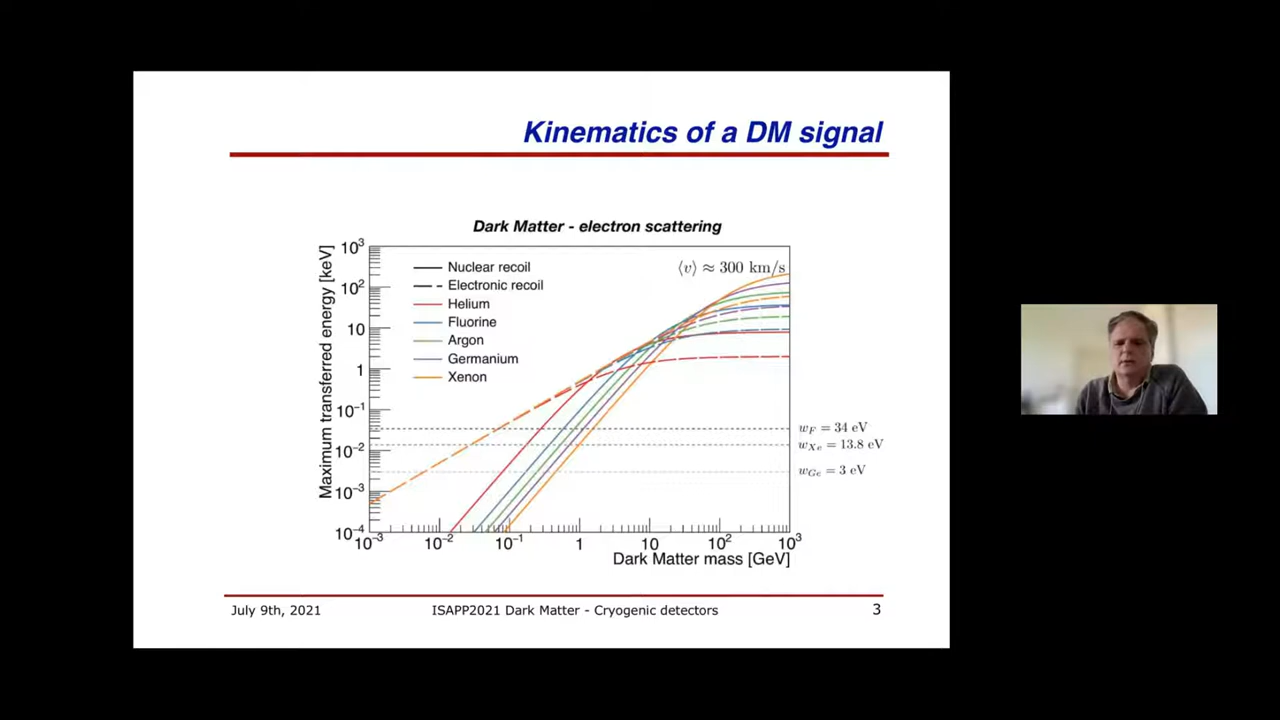 Kinematics of a DM signal
Dark Matter - electron scattering
Maximum transferred energy [keV]
10³
10²
10
1
10⁻¹
10⁻²
10⁻³
10⁻⁴
Nuclear recoil
Electronic recoil
Helium
Fluorine
Argon
Germanium
Xenon
⟨v⟩ ≈ 300 km/s
w_F = 34 eV
w_Xe = 13.8 eV
w_Ge = 3 eV
10⁻³ 10⁻² 10⁻¹ 1 10 10² 10³
Dark Matter mass [GeV]
July 9th, 2021 ISAPP2021 Dark Matter - Cryogenic detectors 3